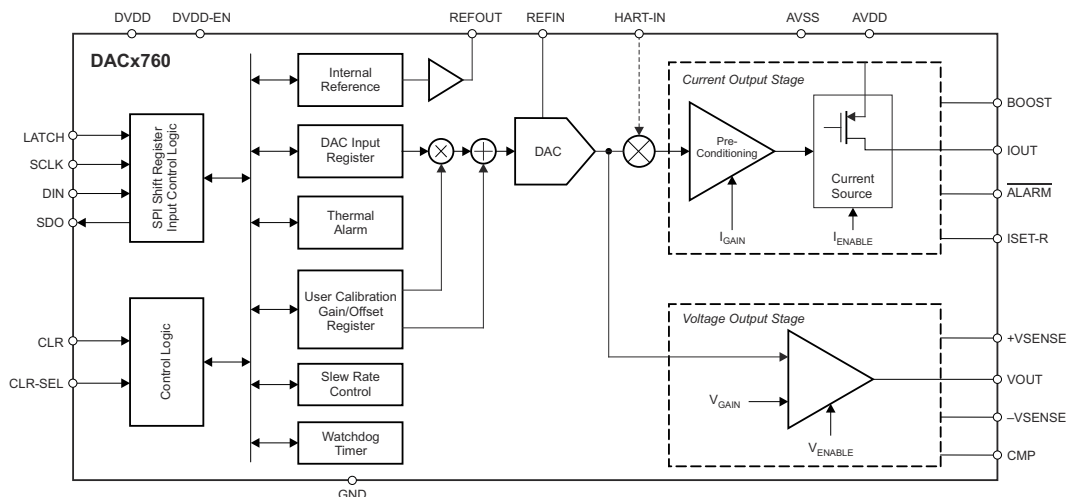 DVDD
DVDD-EN
REFOUT
REFIN
HART-IN
AVSS
AVDD
DACx760
LATCH
SCLK
DIN
SDO
SPI Shift Register
Input Control Logic
CLR
CLR-SEL
Control Logic
Internal
Reference
DAC Input
Register
Thermal
Alarm
User Calibration
Gain/Offset
Register
Slew Rate
Control
Watchdog
Timer
DAC
Current Output Stage
Pre-
Conditioning
Current
Source
IGAIN
IENABLE
BOOST
IOUT
ALARM
ISET-R
Voltage Output Stage
VGAIN
VENABLE
+VSENSE
VOUT
–VSENSE
CMP
GND